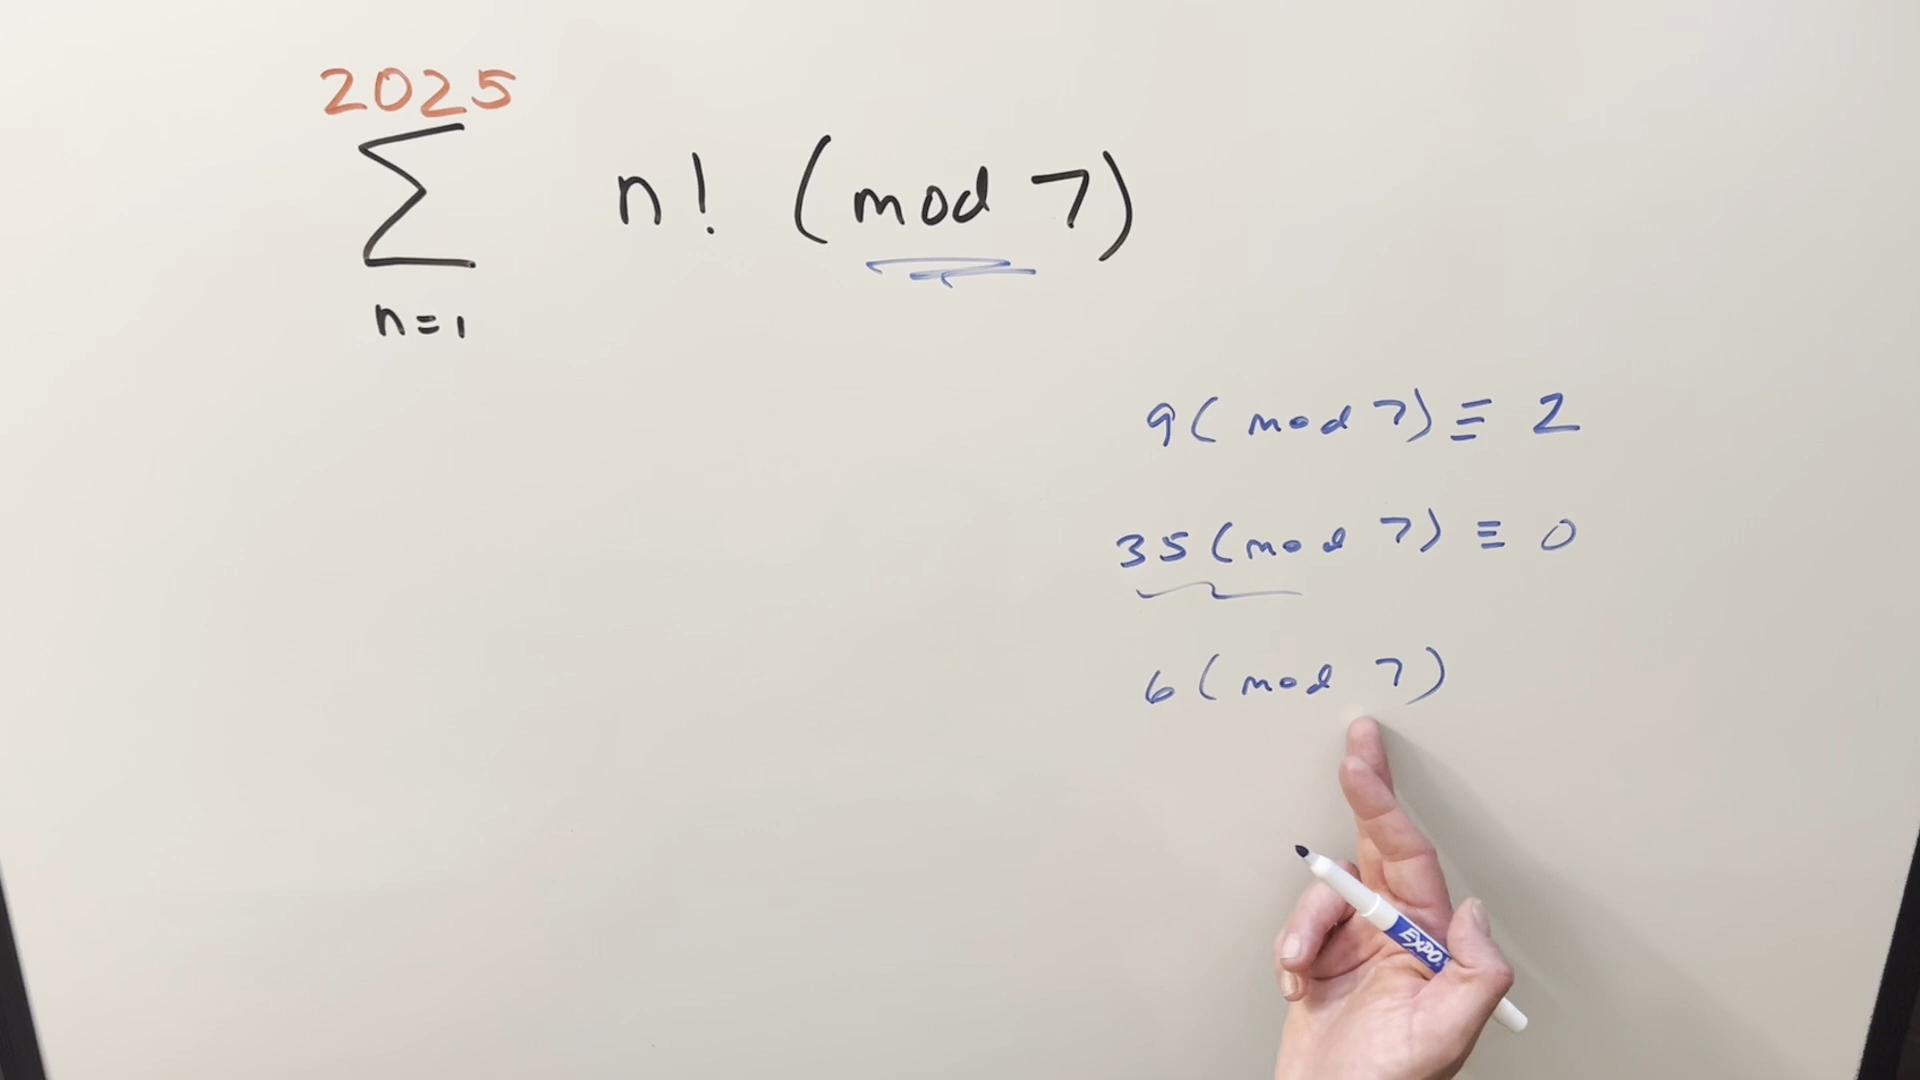 2025
∑ n! (mod 7)
n=1
9(mod 7) ≡ 2
35(mod 7) ≡ 0
6(mod 7)
EXPO